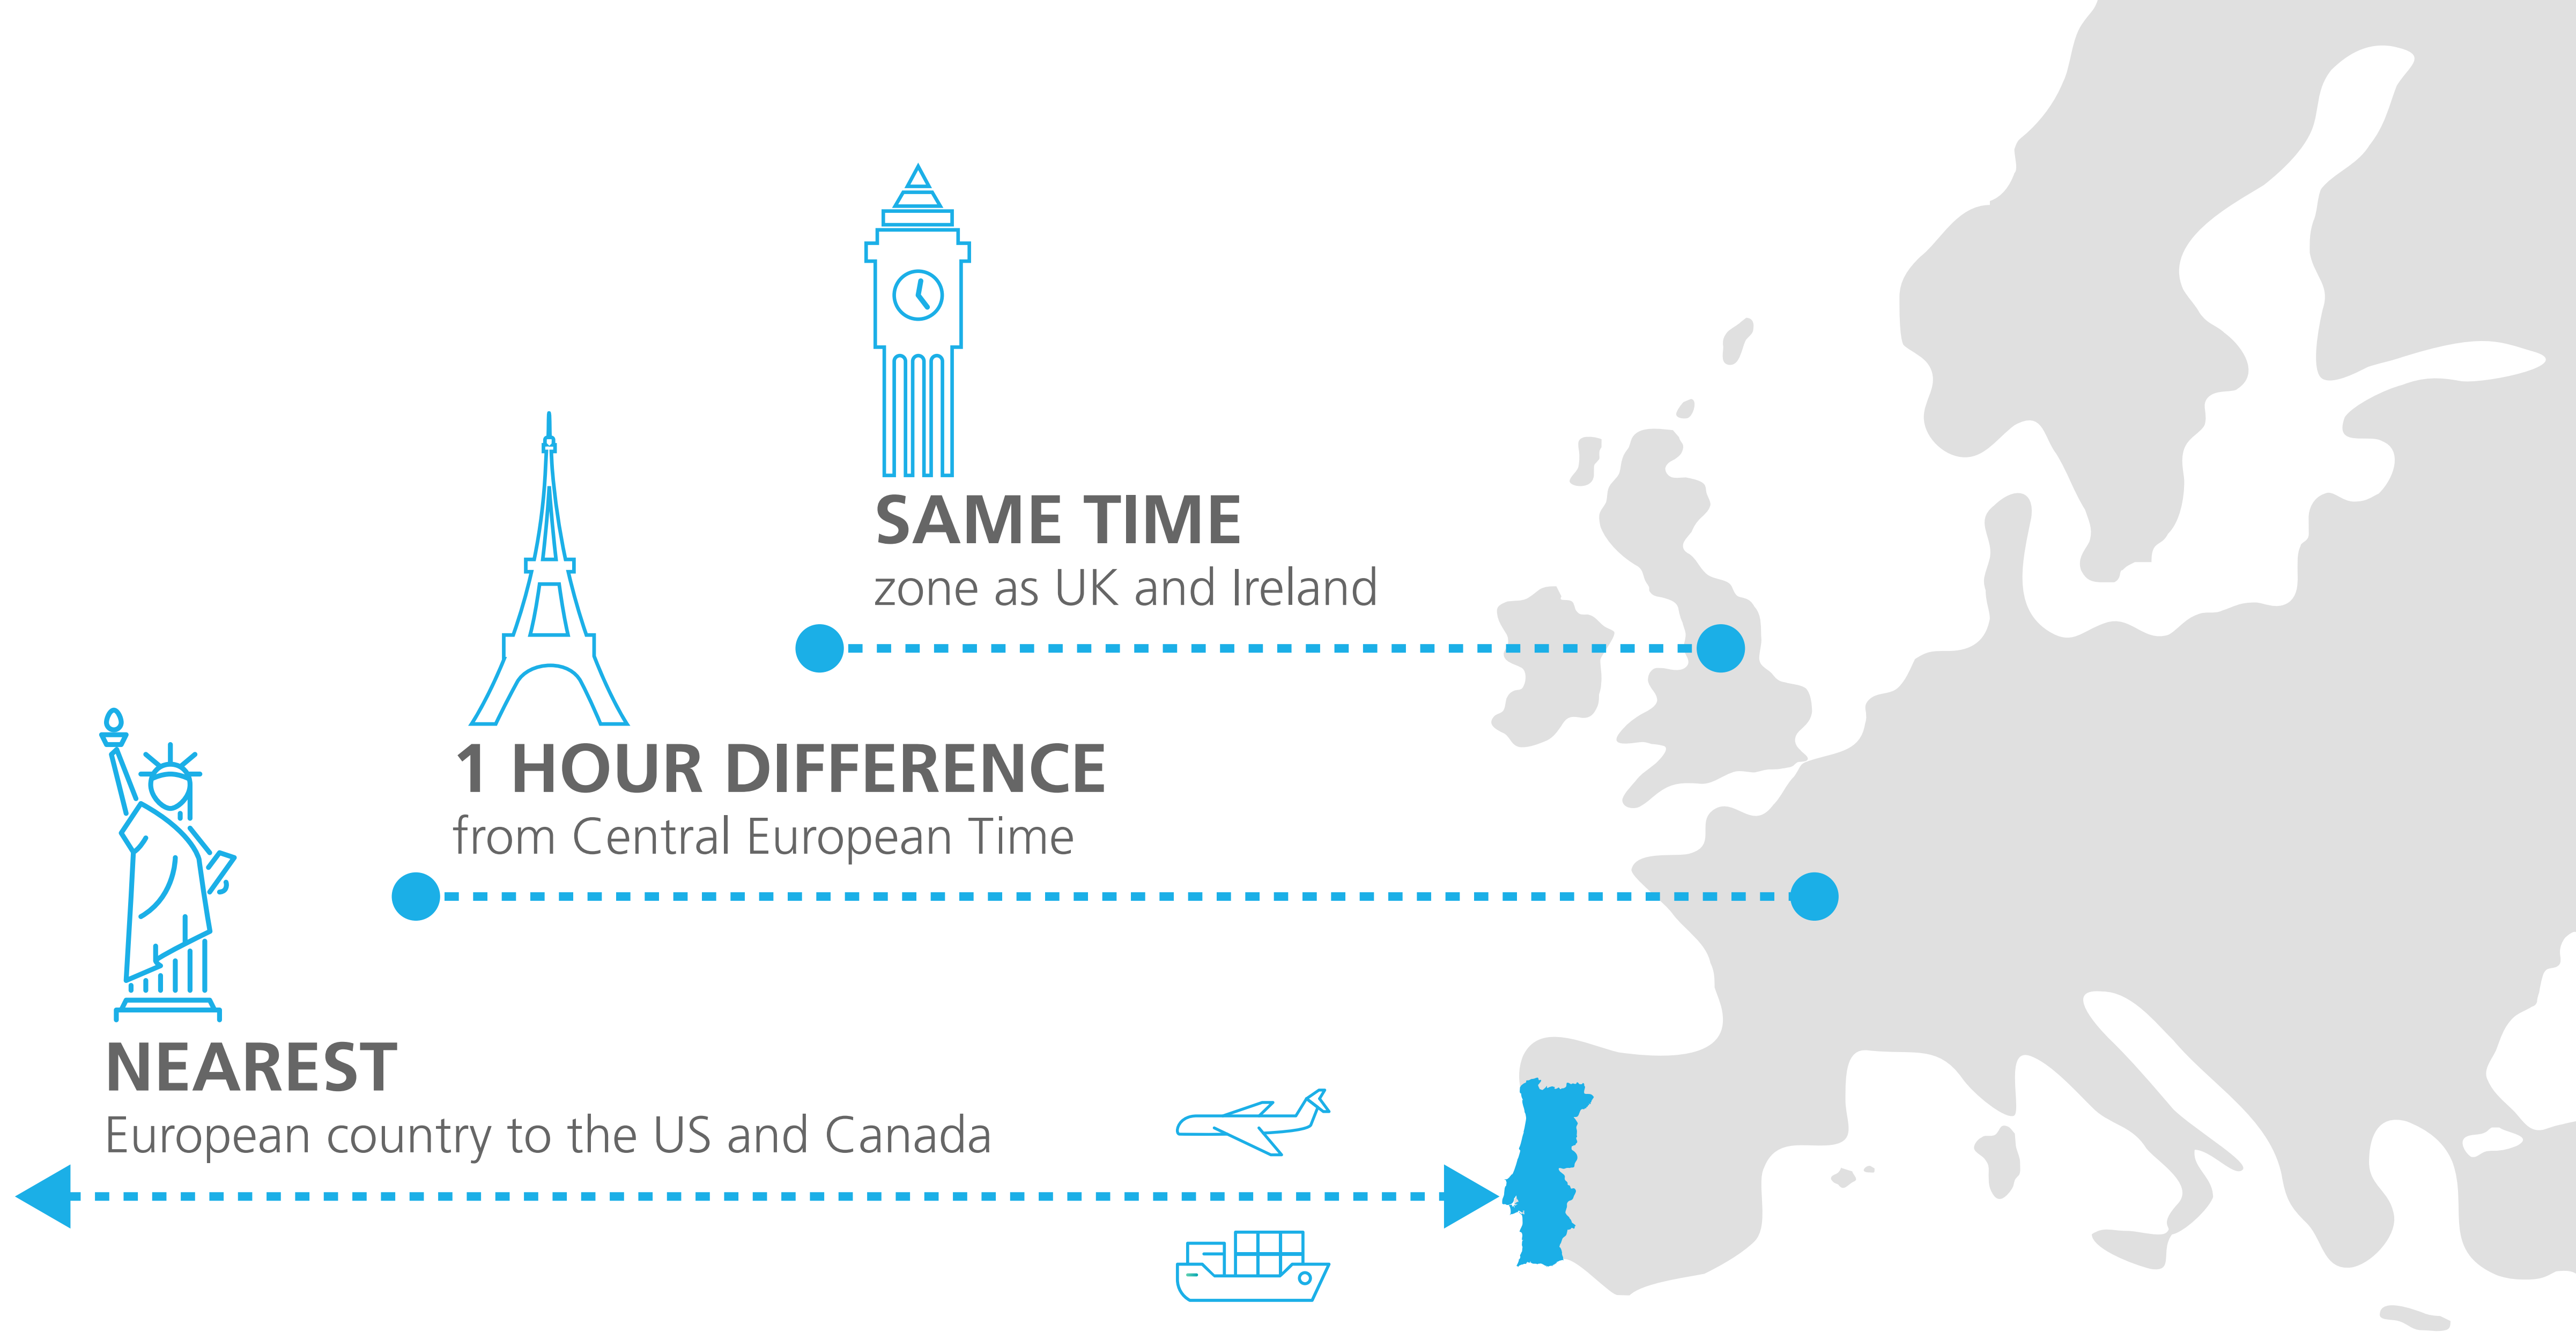 SAME TIME
zone as UK and Ireland
1 HOUR DIFFERENCE
from Central European Time
NEAREST
European country to the US and Canada